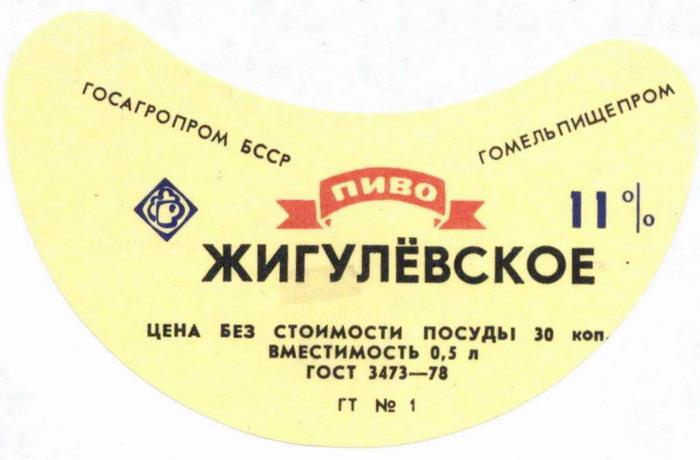 ГОСАГРОПРОМ БССР
ГОМЕЛЬПИЩЕПРОМ
ПИВО
11 %
ЖИГУЛЁВСКОЕ
ЦЕНА БЕЗ СТОИМОСТИ ПОСУДЫ 30 коп.
ВМЕСТИМОСТЬ 0,5 л
ГОСТ 3473—78
ГТ № 1